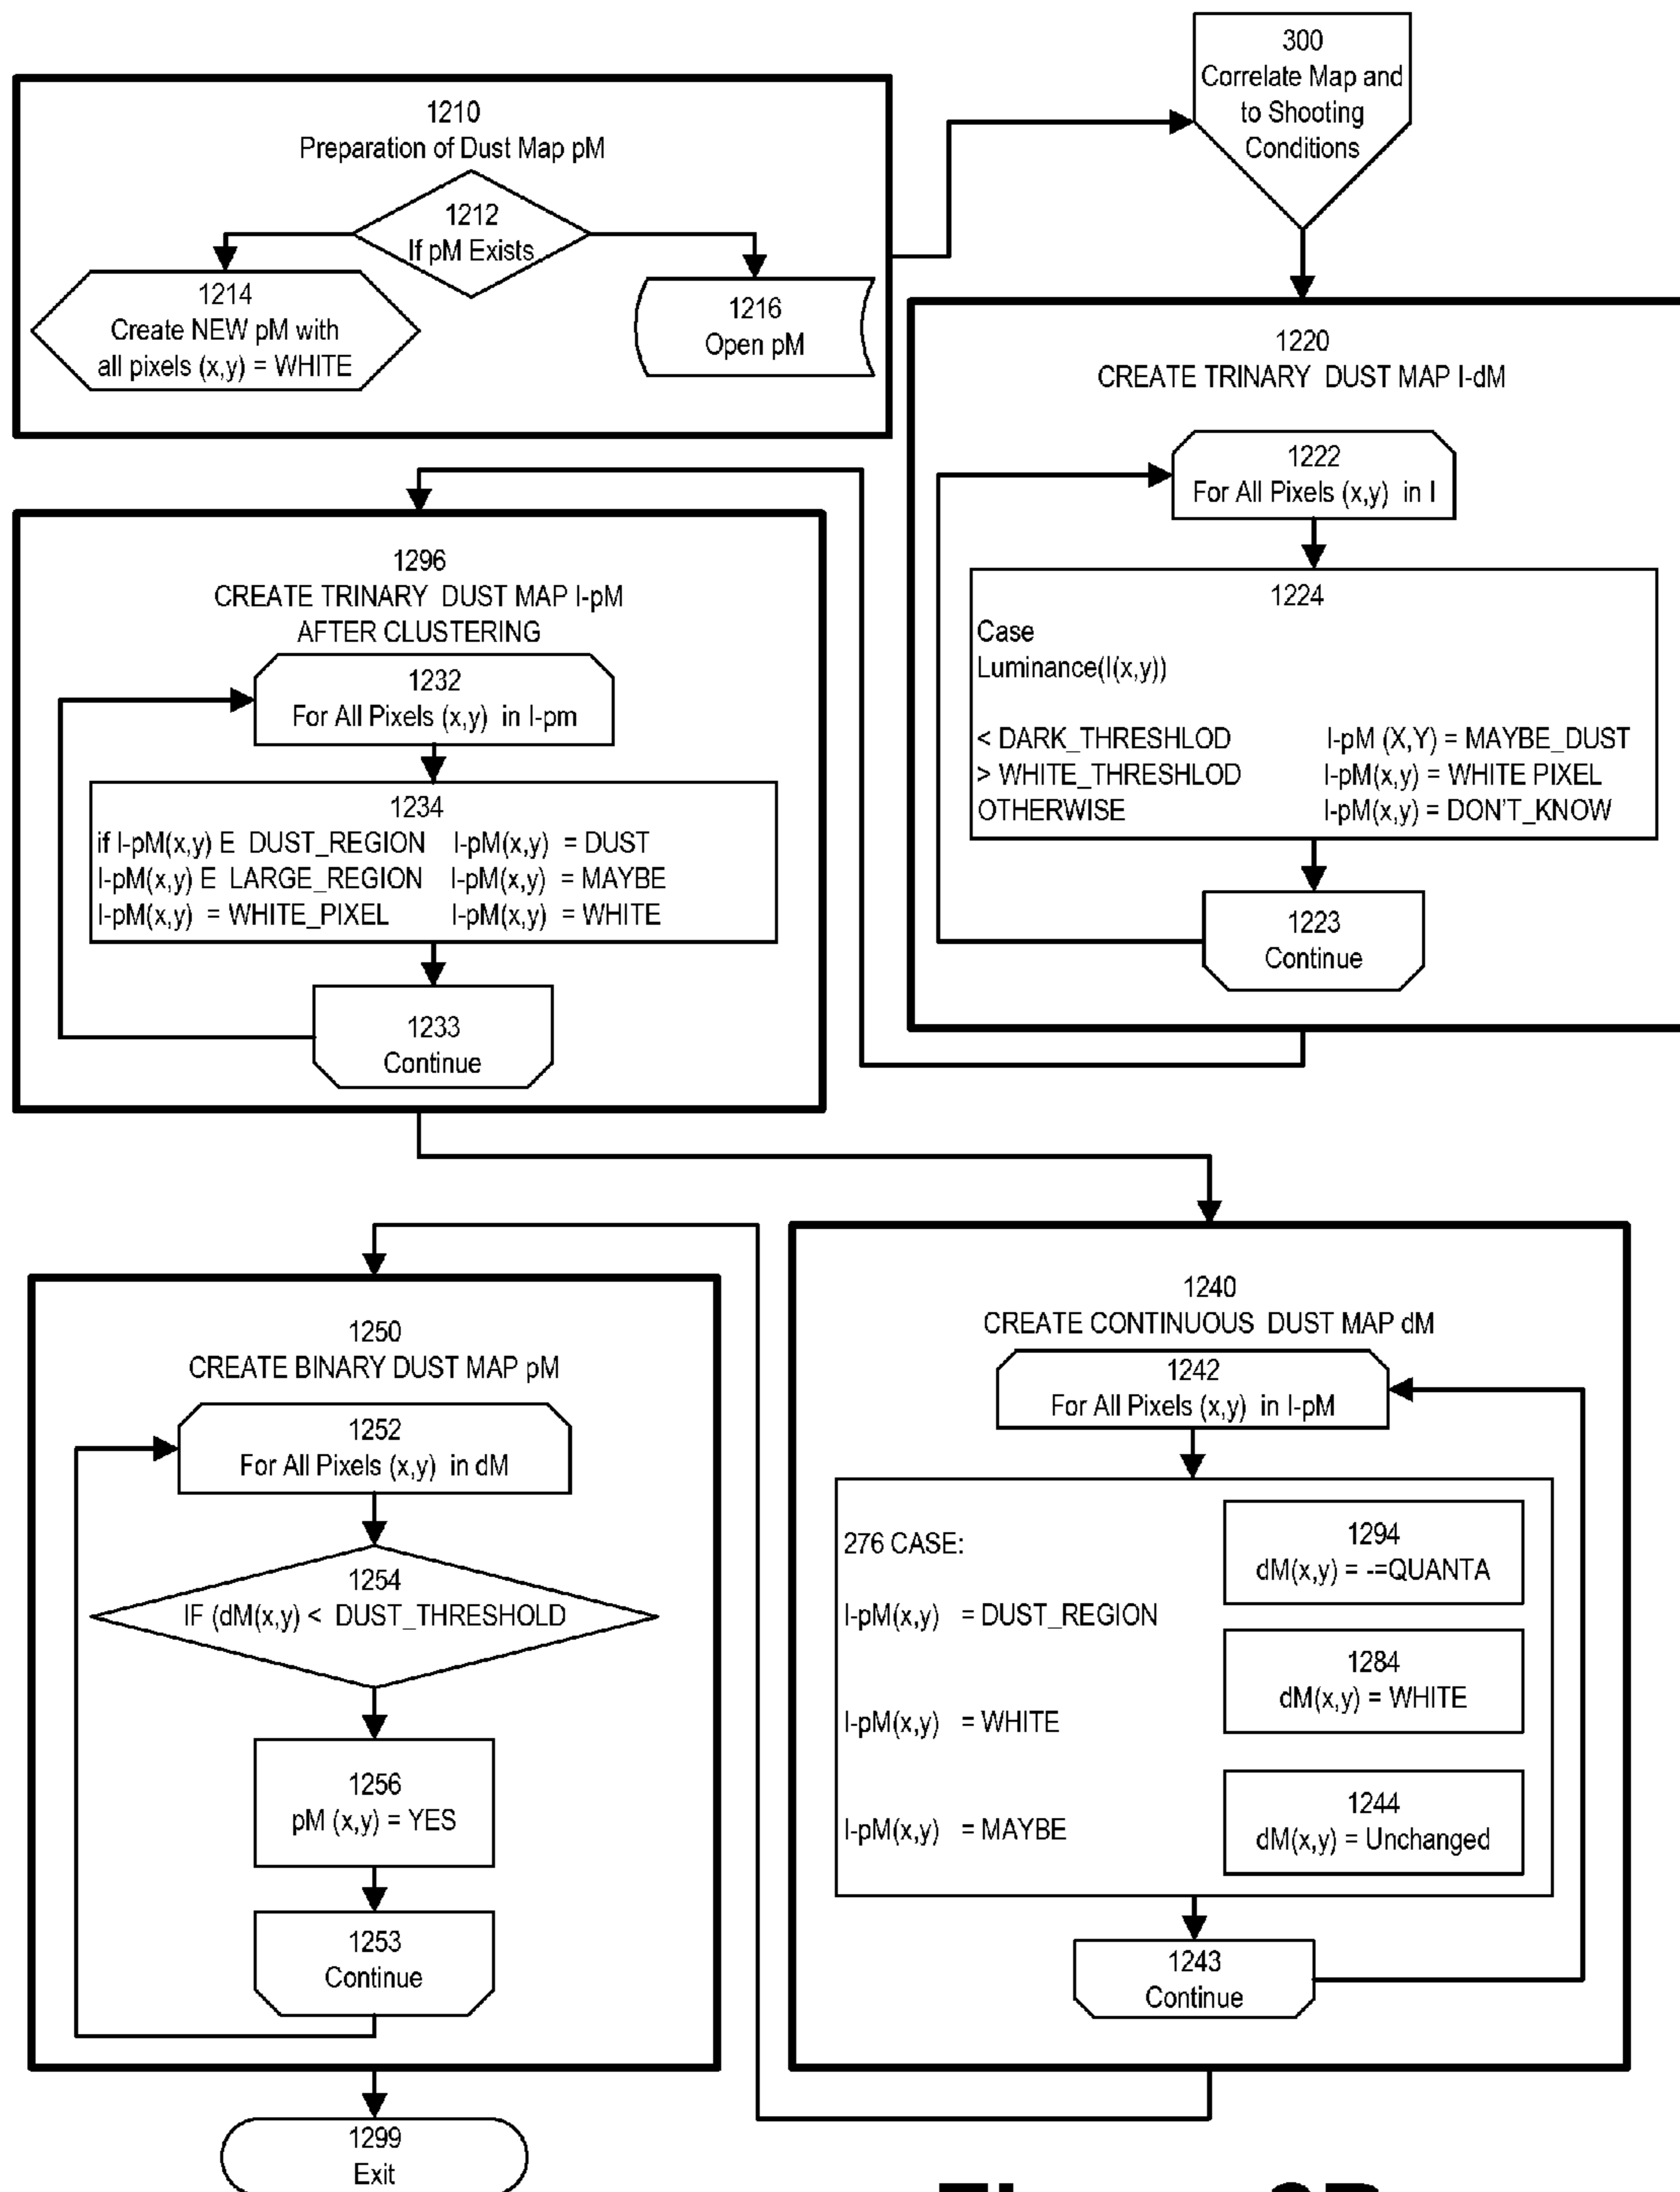 300
Correlate Map and
to Shooting
Conditions
1210
Preparation of Dust Map pM
1212
If pM Exists
1214
Create NEW pM with
all pixels (x,y) = WHITE
1216
Open pM
1220
CREATE TRINARY DUST MAP I-dM
1222
For All Pixels (x,y) in I
1224
Case
Luminance(I(x,y))
< DARK_THRESHLOD I-pM (X,Y) = MAYBE_DUST
> WHITE_THRESHLOD I-pM(x,y) = WHITE PIXEL
OTHERWISE I-pM(x,y) = DON'T_KNOW
1223
Continue
1296
CREATE TRINARY DUST MAP I-pM
AFTER CLUSTERING
1232
For All Pixels (x,y) in I-pm
1234
if I-pM(x,y) E DUST_REGION I-pM(x,y) = DUST
I-pM(x,y) E LARGE_REGION I-pM(x,y) = MAYBE
I-pM(x,y) = WHITE_PIXEL I-pM(x,y) = WHITE
1233
Continue
1240
CREATE CONTINUOUS DUST MAP dM
1242
For All Pixels (x,y) in I-pM
276 CASE:
1294
dM(x,y) = -=QUANTA
I-pM(x,y) = DUST_REGION
1284
dM(x,y) = WHITE
I-pM(x,y) = WHITE
1244
dM(x,y) = Unchanged
I-pM(x,y) = MAYBE
1243
Continue
1250
CREATE BINARY DUST MAP pM
1252
For All Pixels (x,y) in dM
1254
IF (dM(x,y) < DUST_THRESHOLD
1256
pM (x,y) = YES
1253
Continue
1299
Exit